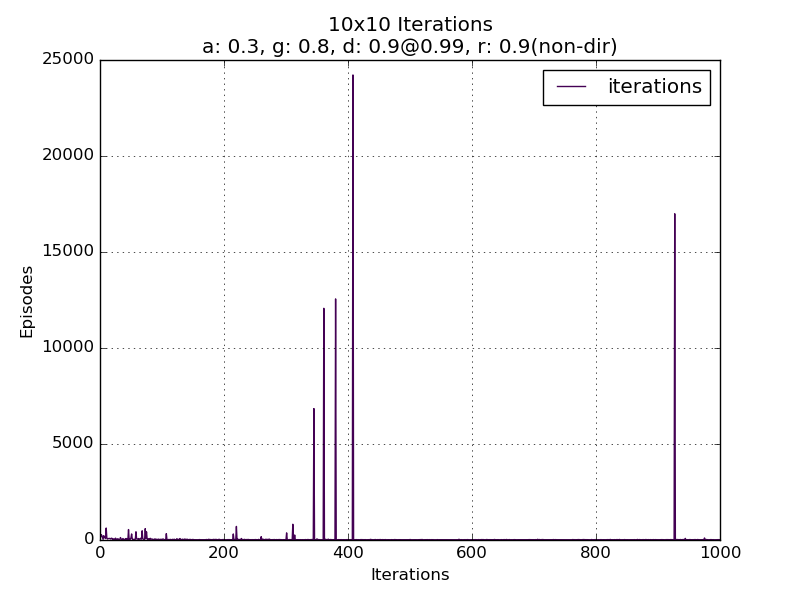 10x10 Iterations
a: 0.3, g: 0.8, d: 0.9@0.99, r: 0.9(non-dir)
25000
iterations
20000
15000
Episodes
10000
5000
0
0 200 400 600 800 1000
Iterations